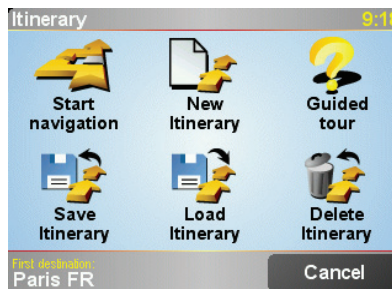 Itinerary 9:18
Start New Guided
navigation Itinerary tour
Save Load Delete
Itinerary Itinerary Itinerary
First destination:
Paris FR Cancel